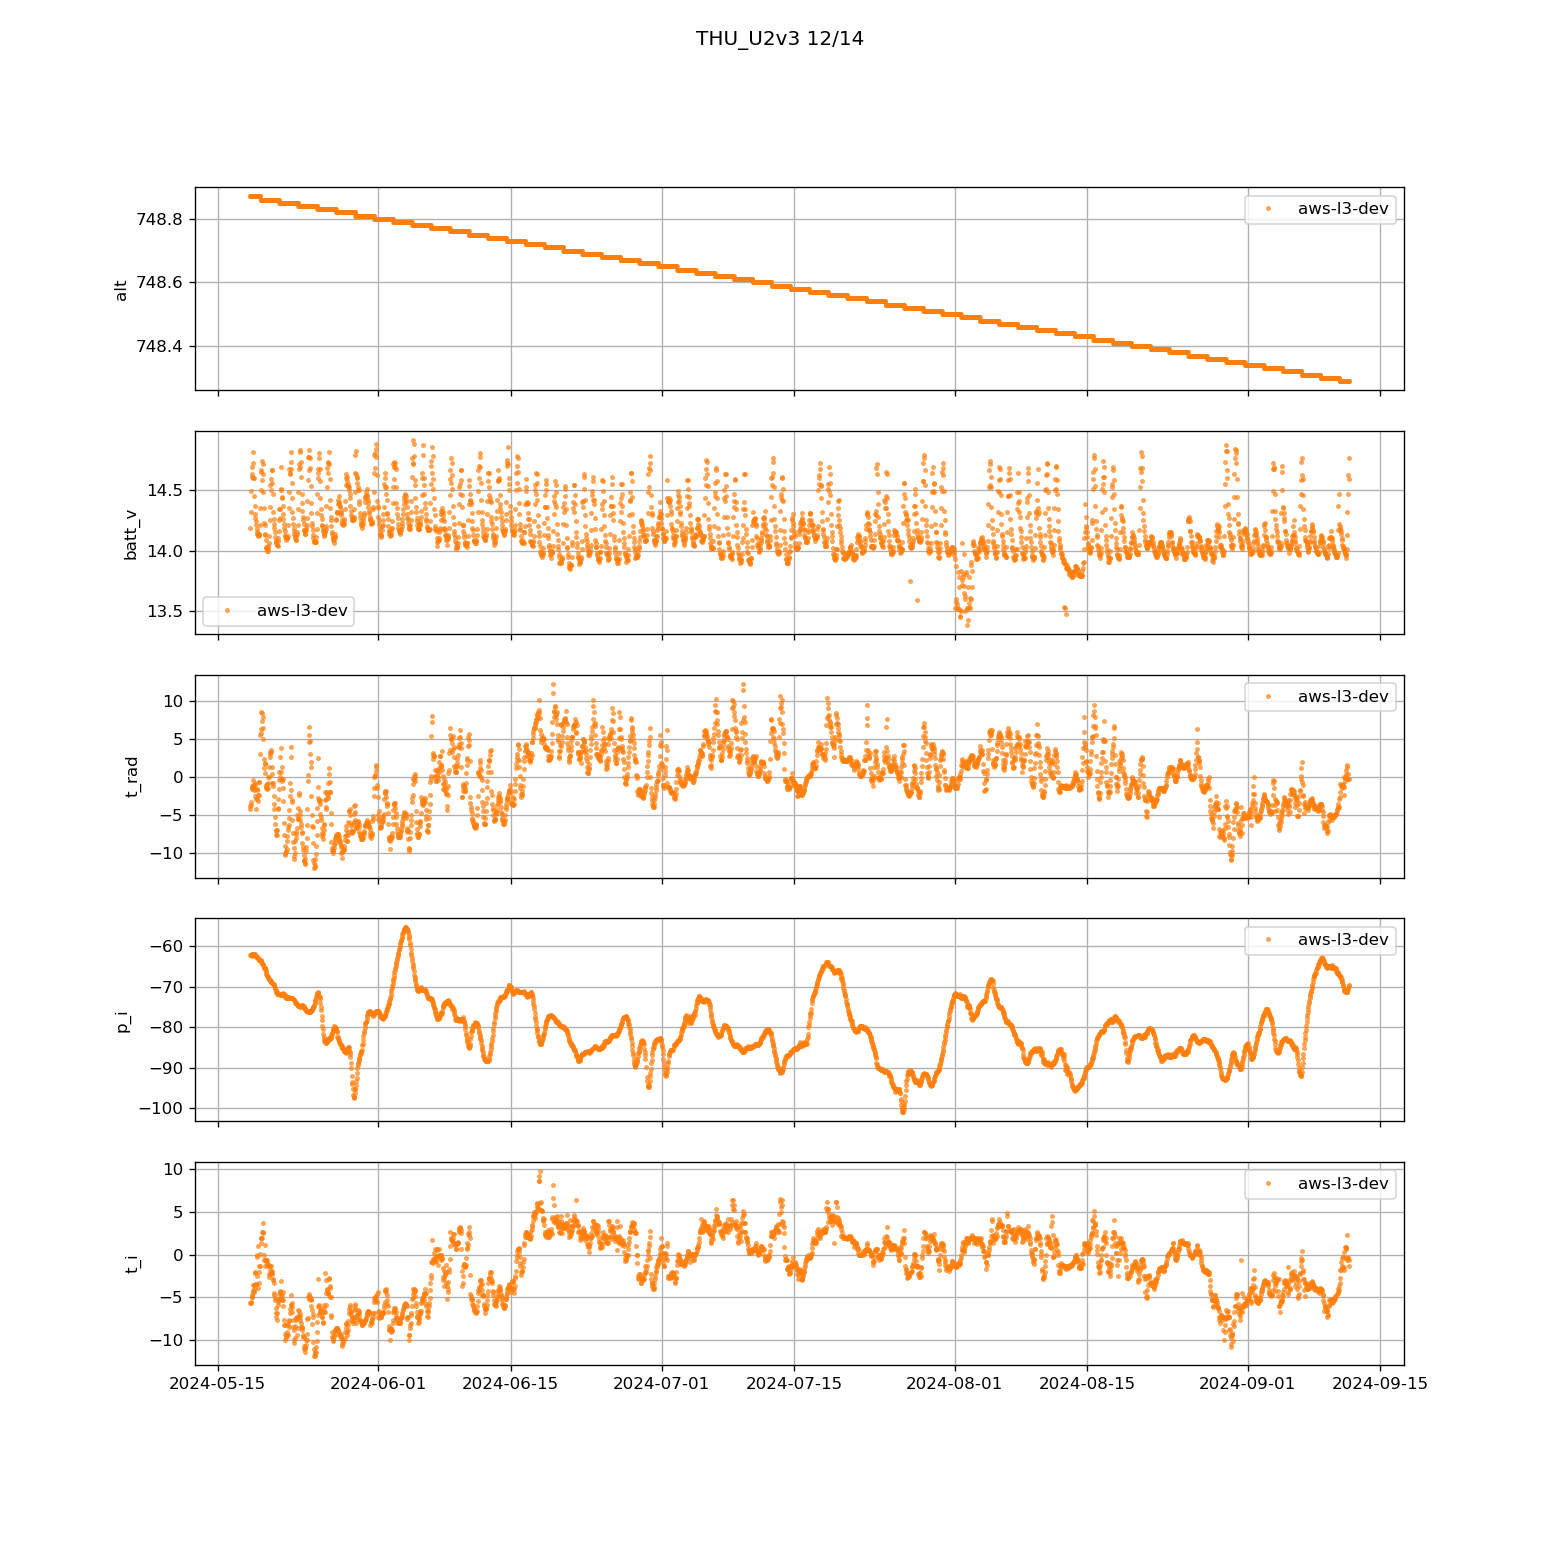 THU_U2v3 12/14
748.8
748.6
748.4
alt
aws-l3-dev
14.5
14.0
13.5
batt_v
aws-l3-dev
10
5
0
−5
−10
t_rad
aws-l3-dev
−60
−70
−80
−90
−100
p_i
aws-l3-dev
10
5
0
−5
−10
t_i
aws-l3-dev
2024-05-15 2024-06-01 2024-06-15 2024-07-01 2024-07-15 2024-08-01 2024-08-15 2024-09-01 2024-09-15